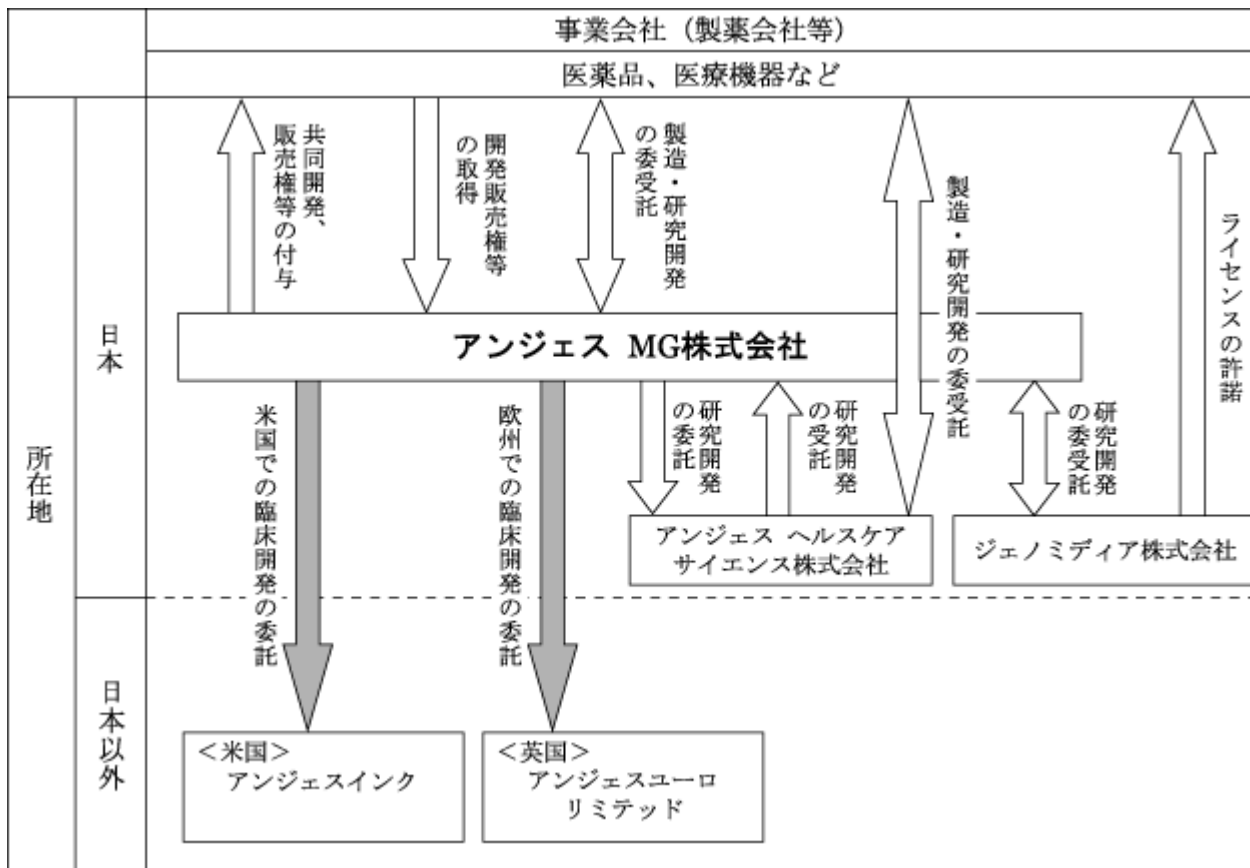 事業会社（製薬会社等）
医薬品、医療機器など
所在地
日本
日本以外
共同開発、
販売権等の付与
開発販売権等
の取得
製造・研究開発
の委受託
製造・研究開発の委受託
ライセンスの許諾
アンジェス MG株式会社
米国での臨床開発の委託
欧州での臨床開発の委託
研究開発
の委託
研究開発
の受託
研究開発
の委受託
アンジェス ヘルスケア
サイエンス株式会社
ジェノミディア株式会社
＜米国＞
アンジェスインク
＜英国＞
アンジェスユーロ
リミテッド